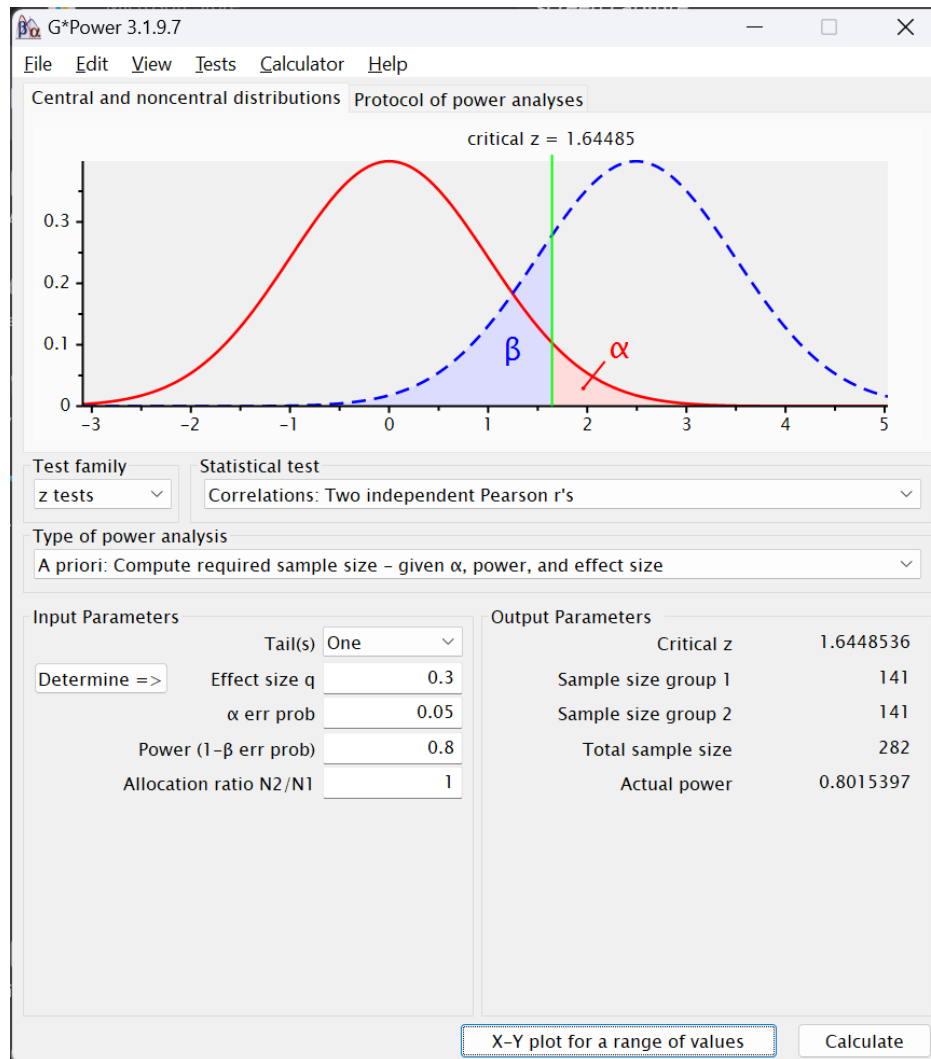 G*Power 3.1.9.7
File Edit View Tests Calculator Help
Central and noncentral distributions Protocol of power analyses
critical z = 1.64485
0.3
0.2
0.1
0
β
α
-3 -2 -1 0 1 2 3 4 5
Test family Statistical test
z tests Correlations: Two independent Pearson r's
Type of power analysis
A priori: Compute required sample size – given α, power, and effect size
Input Parameters Output Parameters
Tail(s) One Critical z 1.6448536
Determine => Effect size q 0.3 Sample size group 1 141
α err prob 0.05 Sample size group 2 141
Power (1-β err prob) 0.8 Total sample size 282
Allocation ratio N2/N1 1 Actual power 0.8015397
X-Y plot for a range of values Calculate